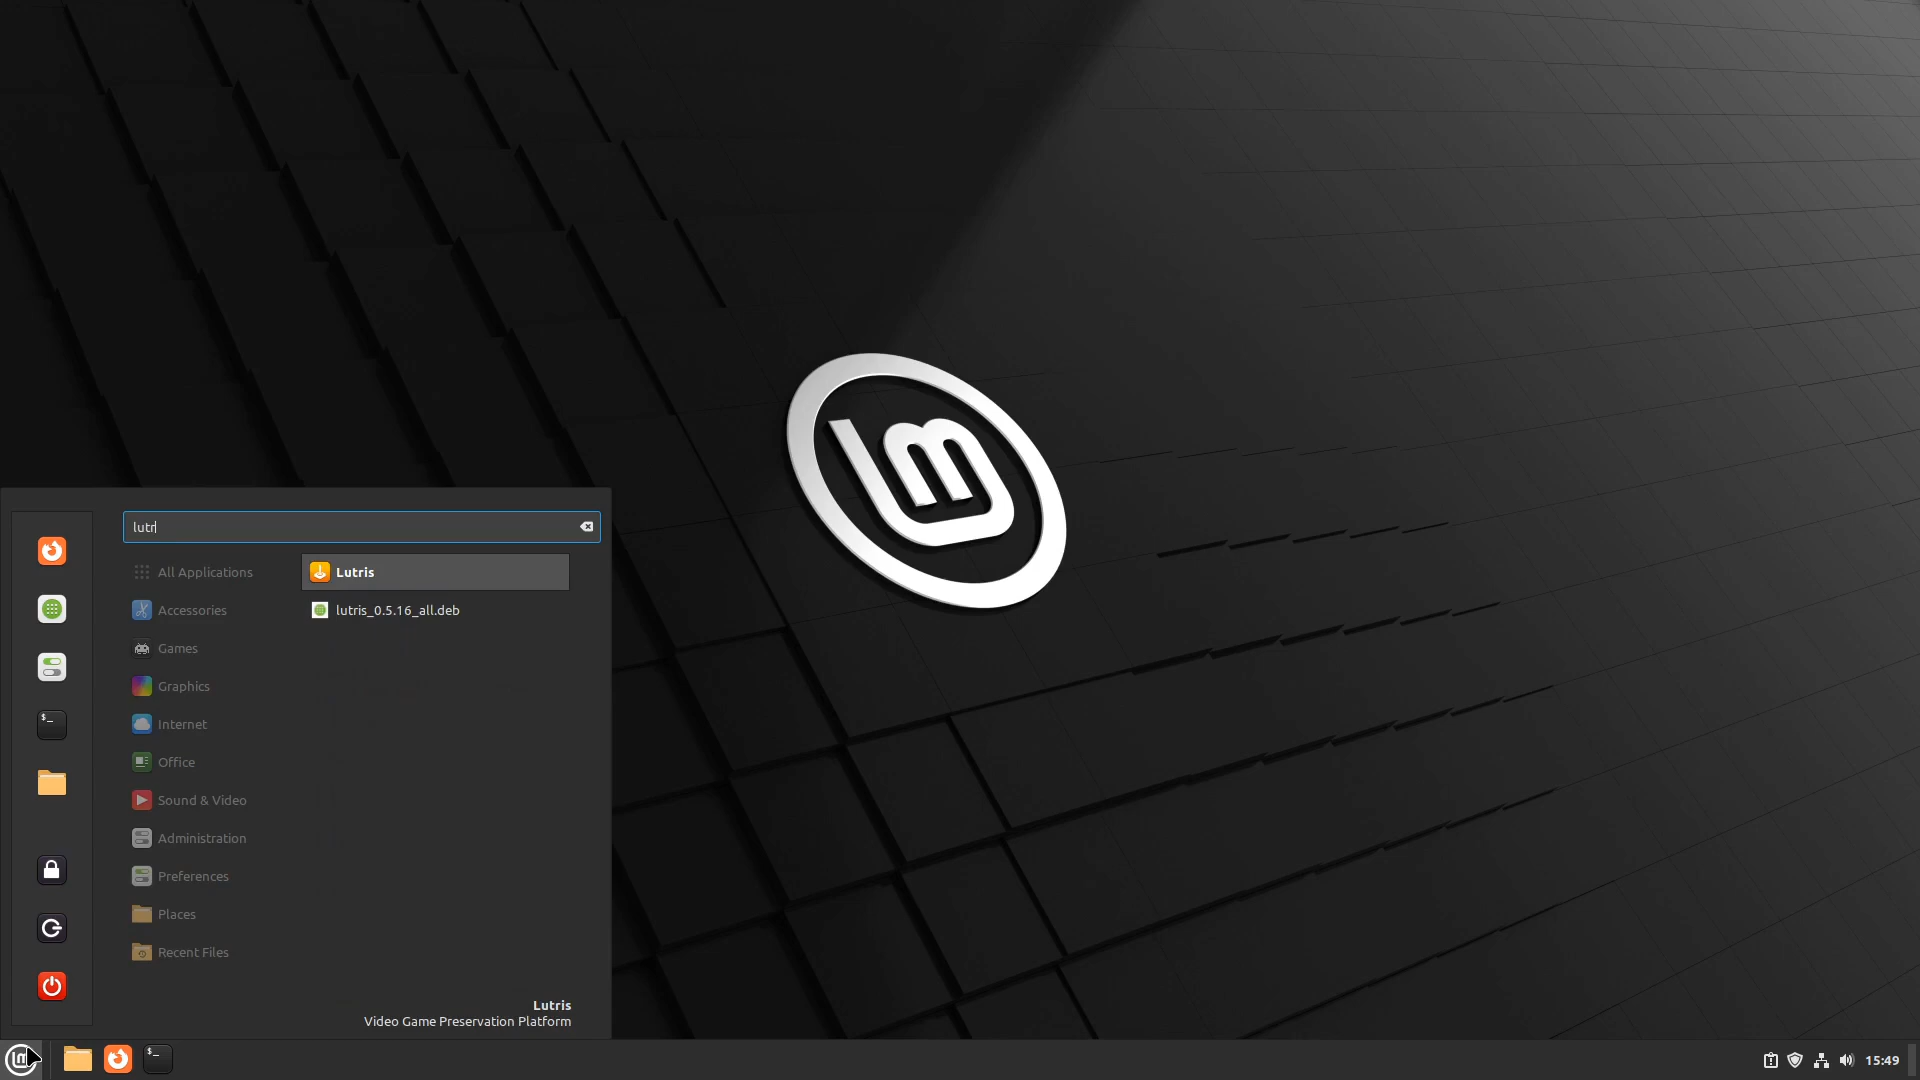 lutr
All Applications
Lutris
Accessories
lutris_0.5.16_all.deb
Games
Graphics
Internet
Office
Sound & Video
Administration
Preferences
Places
Recent Files
Lutris
Video Game Preservation Platform
15:49